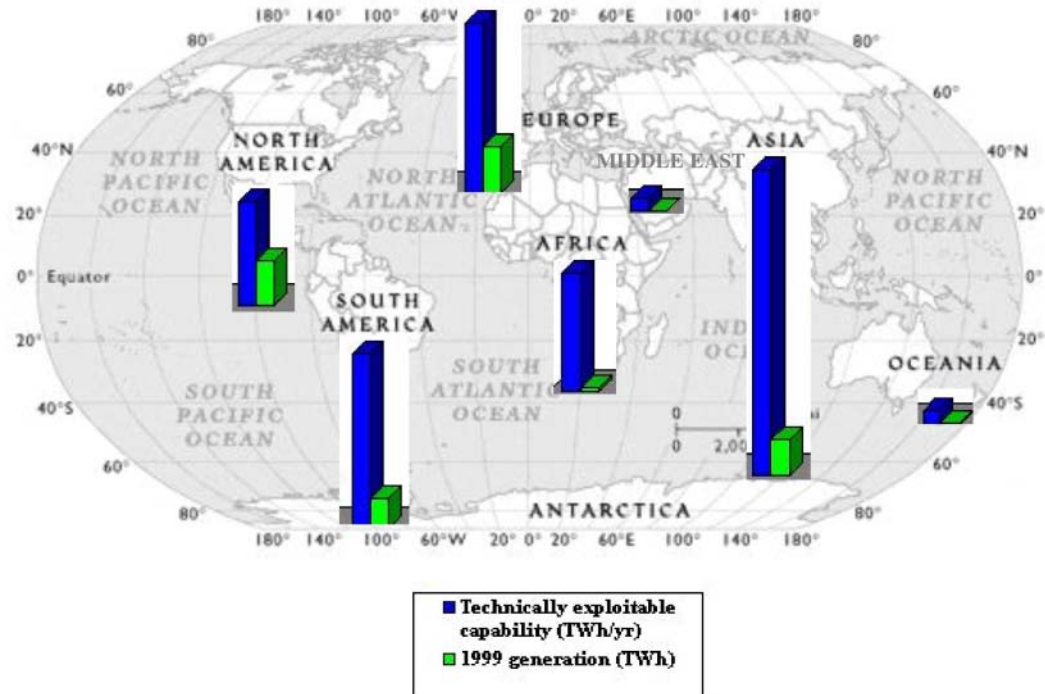 180° 140° 100° 60°W 0° 20° 60°E 100° 140° 180°
80° ARCTIC OCEAN 80°
60° 60°
EUROPE
NORTH
AMERICA
ASIA
MIDDLE EAST
40°N 40°N
NORTH
PACIFIC
OCEAN
NORTH
ATLANTIC
OCEAN
NORTH
PACIFIC
OCEAN
20° 20°
AFRICA
0° Equator 0°
SOUTH
AMERICA
20° 20°
OCEANIA
SOUTH
PACIFIC
OCEAN
SOUTH
ATLANTIC
OCEAN
40°S 40°S
0
0
60° 60°
80° ANTARCTICA 80°
180° 140° 100° 60°W 20° 0° 20° 60°E 100° 140° 180°
Technically exploitable
capability (TWh/yr)
1999 generation (TWh)